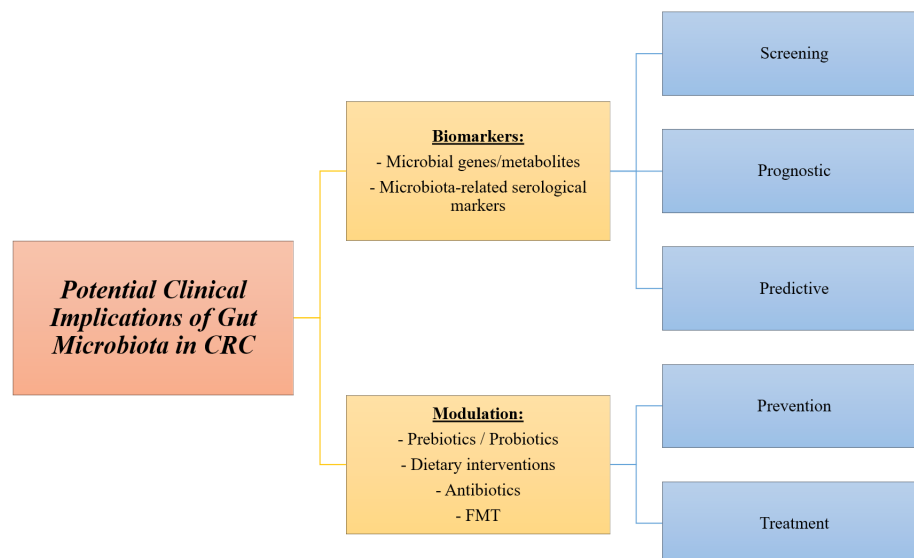 Potential Clinical
Implications of Gut
Microbiota in CRC
Biomarkers:
- Microbial genes/metabolites
- Microbiota-related serological
markers
Modulation:
- Prebiotics / Probiotics
- Dietary interventions
- Antibiotics
- FMT
Screening
Prognostic
Predictive
Prevention
Treatment